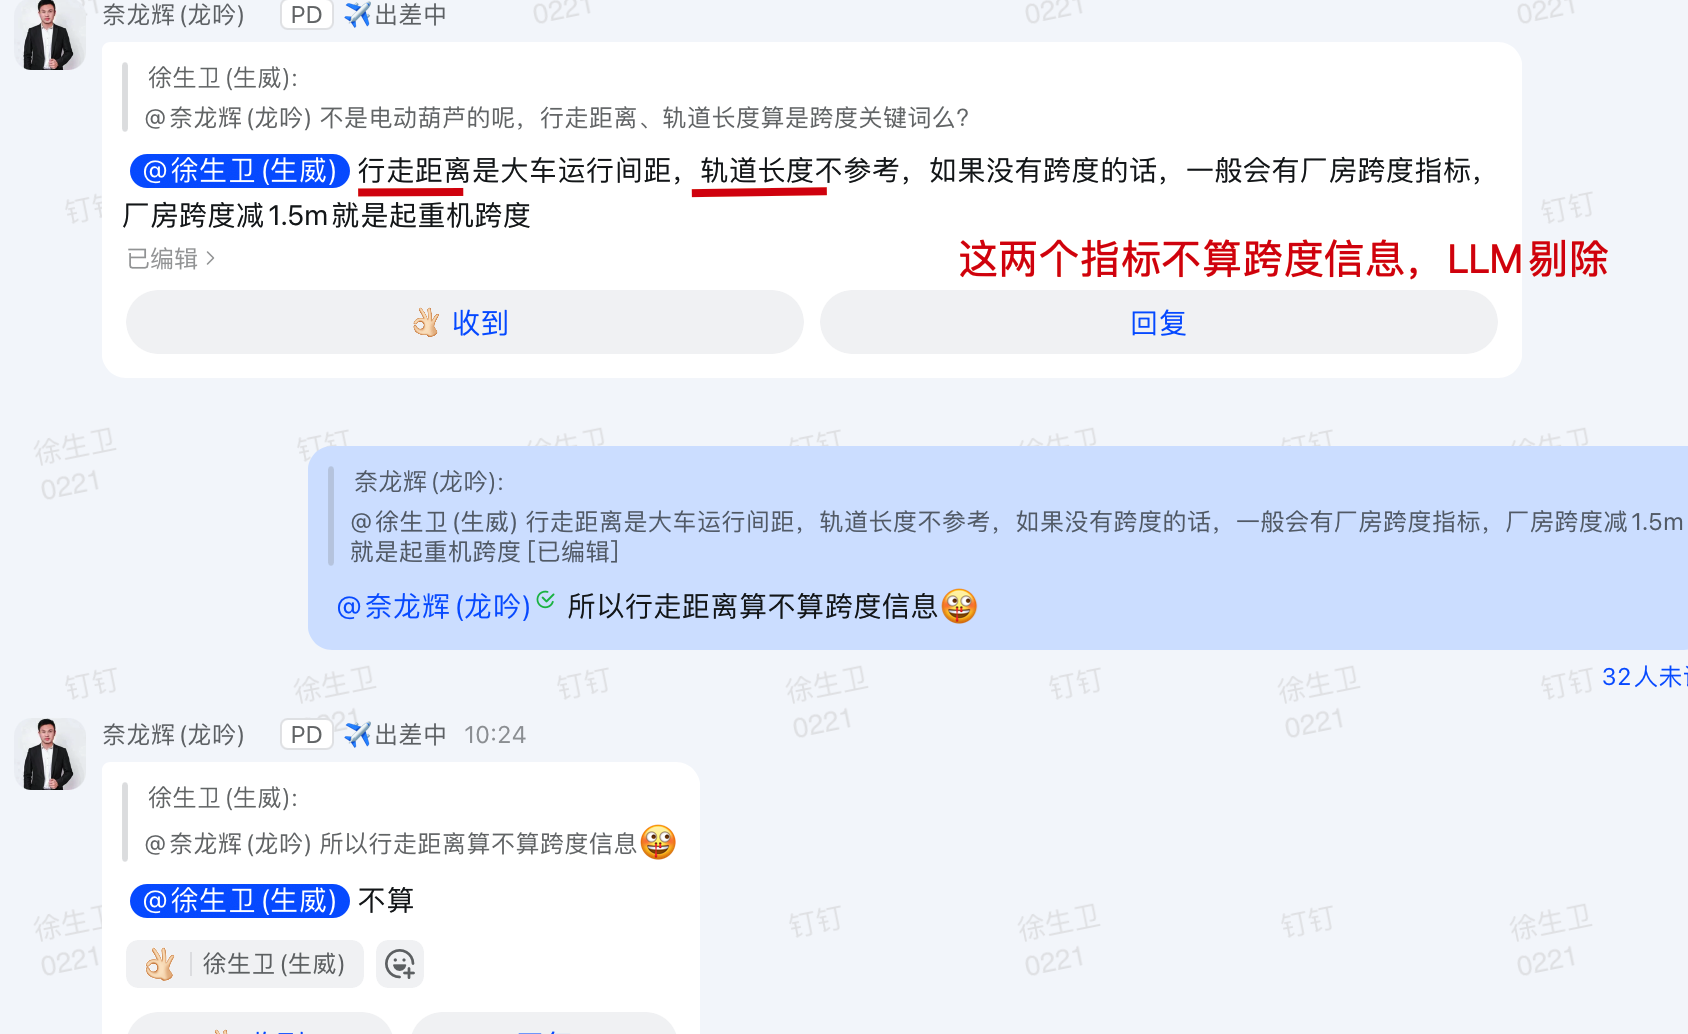 奈龙辉(龙吟) PD 出差中
徐生卫(生威):
@奈龙辉(龙吟) 不是电动葫芦的呢，行走距离、轨道长度算是跨度关键词么?
@徐生卫(生威) 行走距离是大车运行间距，轨道长度不参考，如果没有跨度的话，一般会有厂房跨度指标，
厂房跨度减1.5m就是起重机跨度
已编辑 >
这两个指标不算跨度信息，LLM剔除
👌🏻 收到
回复
奈龙辉(龙吟):
@徐生卫(生威) 行走距离是大车运行间距，轨道长度不参考，如果没有跨度的话，一般会有厂房跨度指标，厂房跨度减1.5m
就是起重机跨度 [已编辑]
@奈龙辉(龙吟) 所以行走距离算不算跨度信息
32人未
奈龙辉(龙吟) PD 出差中 10:24
徐生卫(生威):
@奈龙辉(龙吟) 所以行走距离算不算跨度信息
@徐生卫(生威) 不算
👌🏻 徐生卫(生威)
钉钉
徐生卫
0221